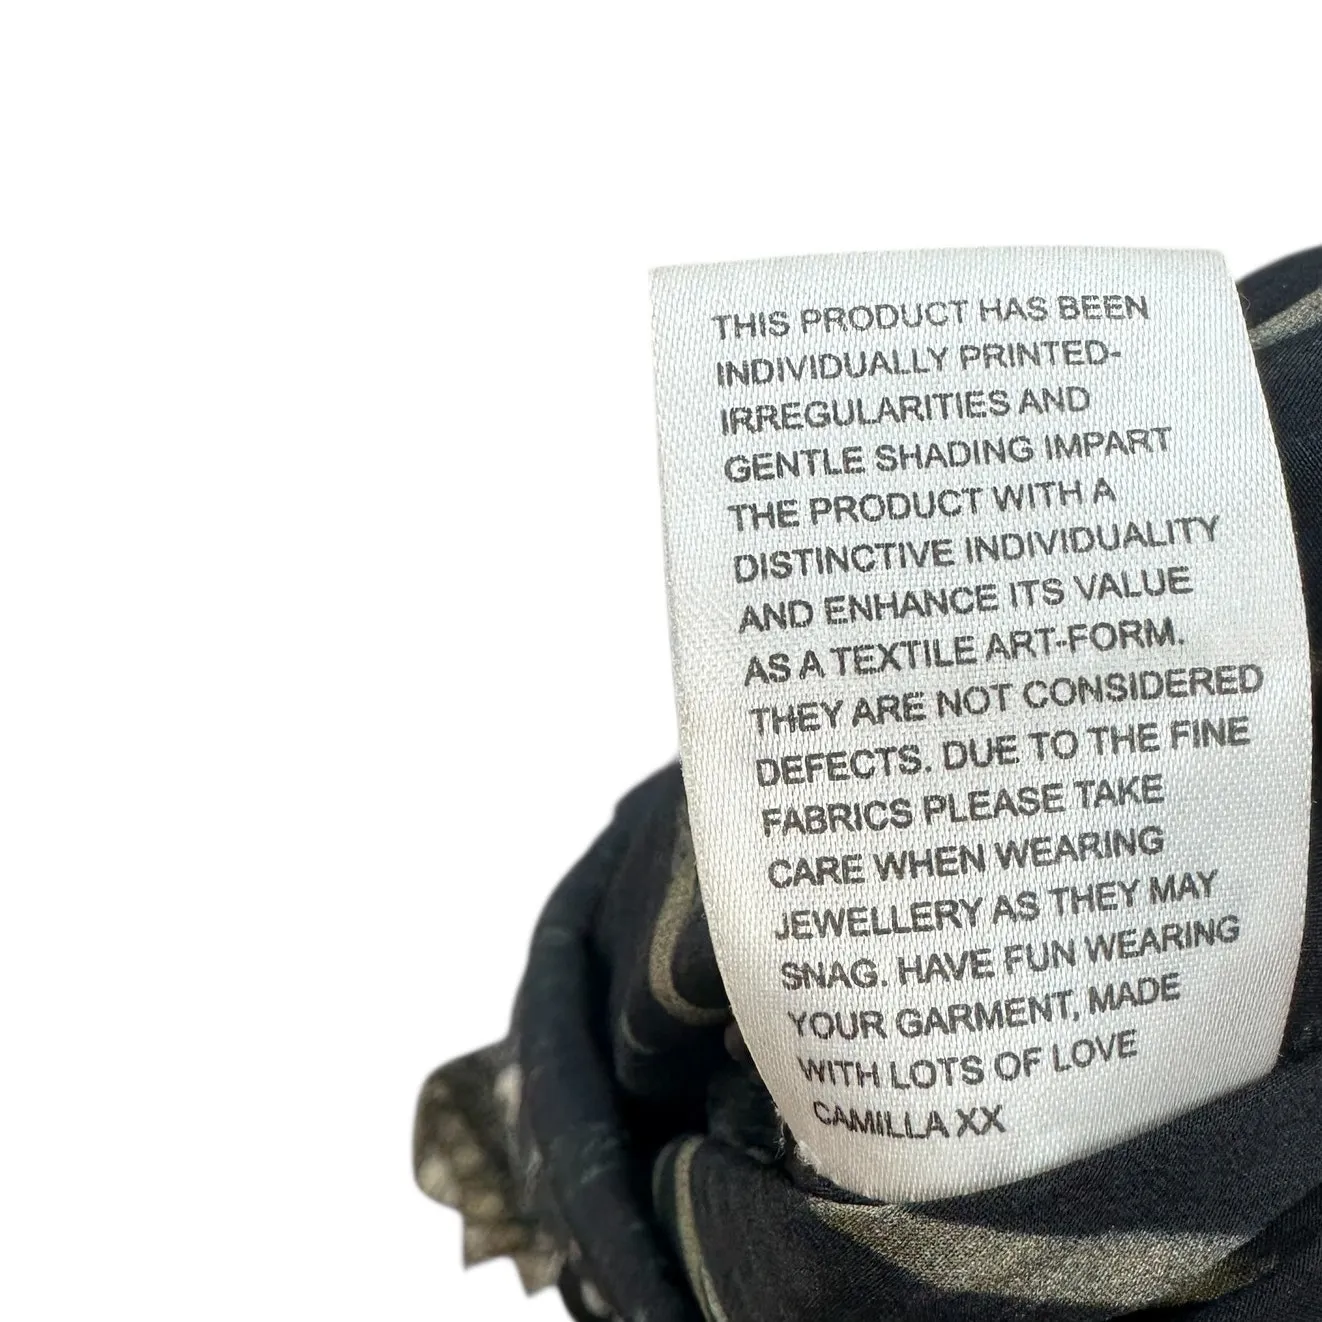 THIS PRODUCT HAS BEEN
INDIVIDUALLY PRINTED-
IRREGULARITIES AND
GENTLE SHADING IMPART
THE PRODUCT WITH A
DISTINCTIVE INDIVIDUALITY
AND ENHANCE ITS VALUE
AS A TEXTILE ART-FORM.
THEY ARE NOT CONSIDERED
DEFECTS. DUE TO THE FINE
FABRICS PLEASE TAKE
CARE WHEN WEARING
JEWELLERY AS THEY MAY
SNAG. HAVE FUN WEARING
YOUR GARMENT, MADE
WITH LOTS OF LOVE
CAMILLA XX